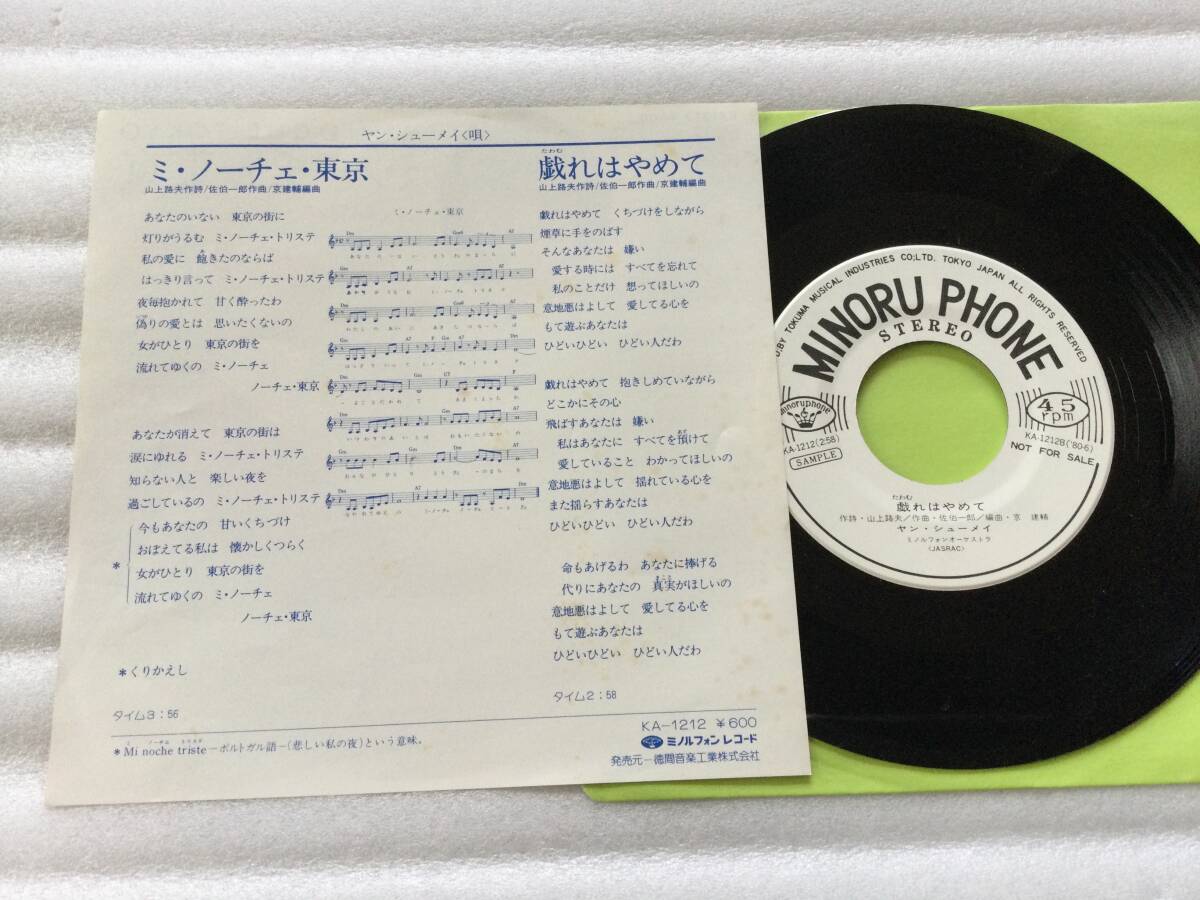 ヤン・シューメイ〈唄〉
ミ・ノーチェ・東京
山上路夫作詩/佐伯一郎作曲/京建輔編曲
あなたのいない 東京の街に
灯りがうるむ ミ・ノーチェ・トリステ
私の愛に 飽きたのならば
はっきり言って ミ・ノーチェ・トリステ
夜毎抱かれて 甘く酔ったわ
偽りの愛とは 思いたくないの
女がひとり 東京の街を
流れてゆくの ミ・ノーチェ
ノーチェ・東京
あなたが消えて 東京の街は
涙にゆれる ミ・ノーチェ・トリステ
知らない人と 楽しい夜を
過ごしているの ミ・ノーチェ・トリステ
今もあなたの 甘いくちづけ
おぼえてる私は 懐かしくつらく
*
女がひとり 東京の街を
流れてゆくの ミ・ノーチェ
ノーチェ・東京
*くりかえし
タイム3:56
ミ・ノーチェ・東京
たわむ
戯れはやめて
山上路夫作詩/佐伯一郎作曲/京建輔編曲
戯れはやめて くちづけをしながら
煙草に手をのばす
そんなあなたは 嫌い
愛する時には すべてを忘れて
私のことだけ 想ってほしいの
意地悪はよして 愛してる心を
もて遊ぶあなたは
ひどいひどい ひどい人だわ
戯れはやめて 抱きしめていながら
どこかにその心
飛ばすあなたは 嫌い
私はあなたに すべてを預けて
愛していること わかってほしいの
意地悪はよして 揺れている心を
また揺らすあなたは
ひどいひどい ひどい人だわ
命もあげるわ あなたに捧げる
代りにあなたの 真実がほしいの
意地悪はよして 愛してる心を
もて遊ぶあなたは
ひどいひどい ひどい人だわ
タイム2:58
ミ ノーチェ トリステ
*Mi noche triste－ポルトガル語－(悲しい私の夜)という意味。
KA-1212 ¥600
ミノルフォンレコード
発売元－徳間音楽工業株式会社
D.BY TOKUMA MUSICAL INDUSTRIES CO;LTD. TOKYO JAPAN ALL RIGHTS RESERVED
MINORU PHONE
STEREO
minoruphone
45
rpm
KA-1212(2:58)
SAMPLE
KA-1212B('80・6)
NOT FOR SALE
たわむ
戯れはやめて
作詩・山上路夫／作曲・佐伯一郎／編曲・京 建輔
ヤン・シューメイ
ミノルフォンオーケストラ
〈JASRAC〉